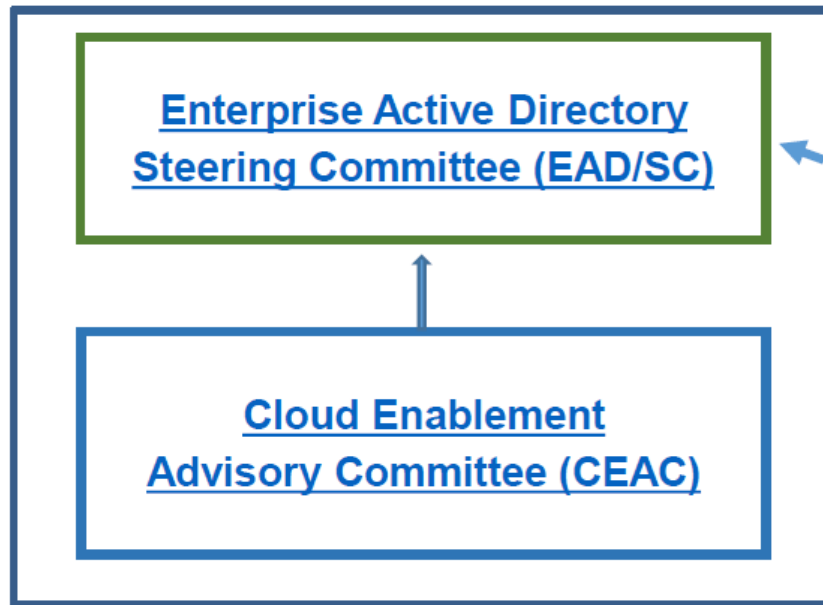 Enterprise Active Directory
Steering Committee (EAD/SC)
Cloud Enablement
Advisory Committee (CEAC)